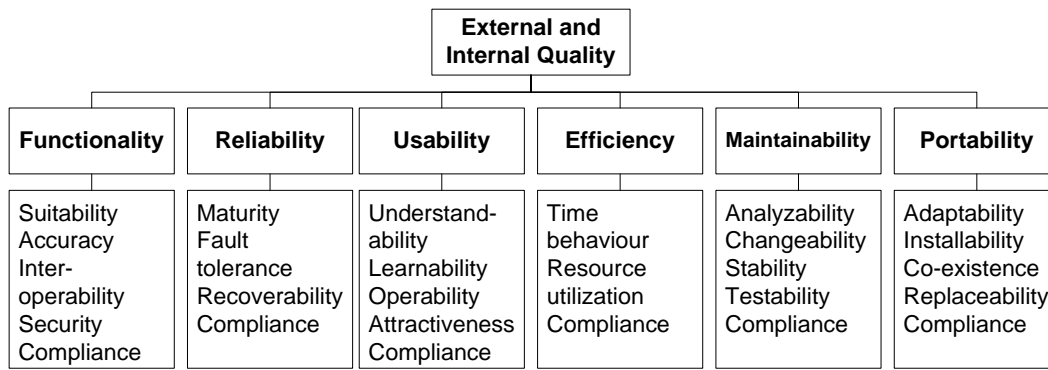 External and
Internal Quality
Functionality
Reliability
Usability
Efficiency
Maintainability
Portability
Suitability
Accuracy
Inter-
operability
Security
Compliance
Maturity
Fault
tolerance
Recoverability
Compliance
Understand-
ability
Learnability
Operability
Attractiveness
Compliance
Time
behaviour
Resource
utilization
Compliance
Analyzability
Changeability
Stability
Testability
Compliance
Adaptability
Installability
Co-existence
Replaceability
Compliance